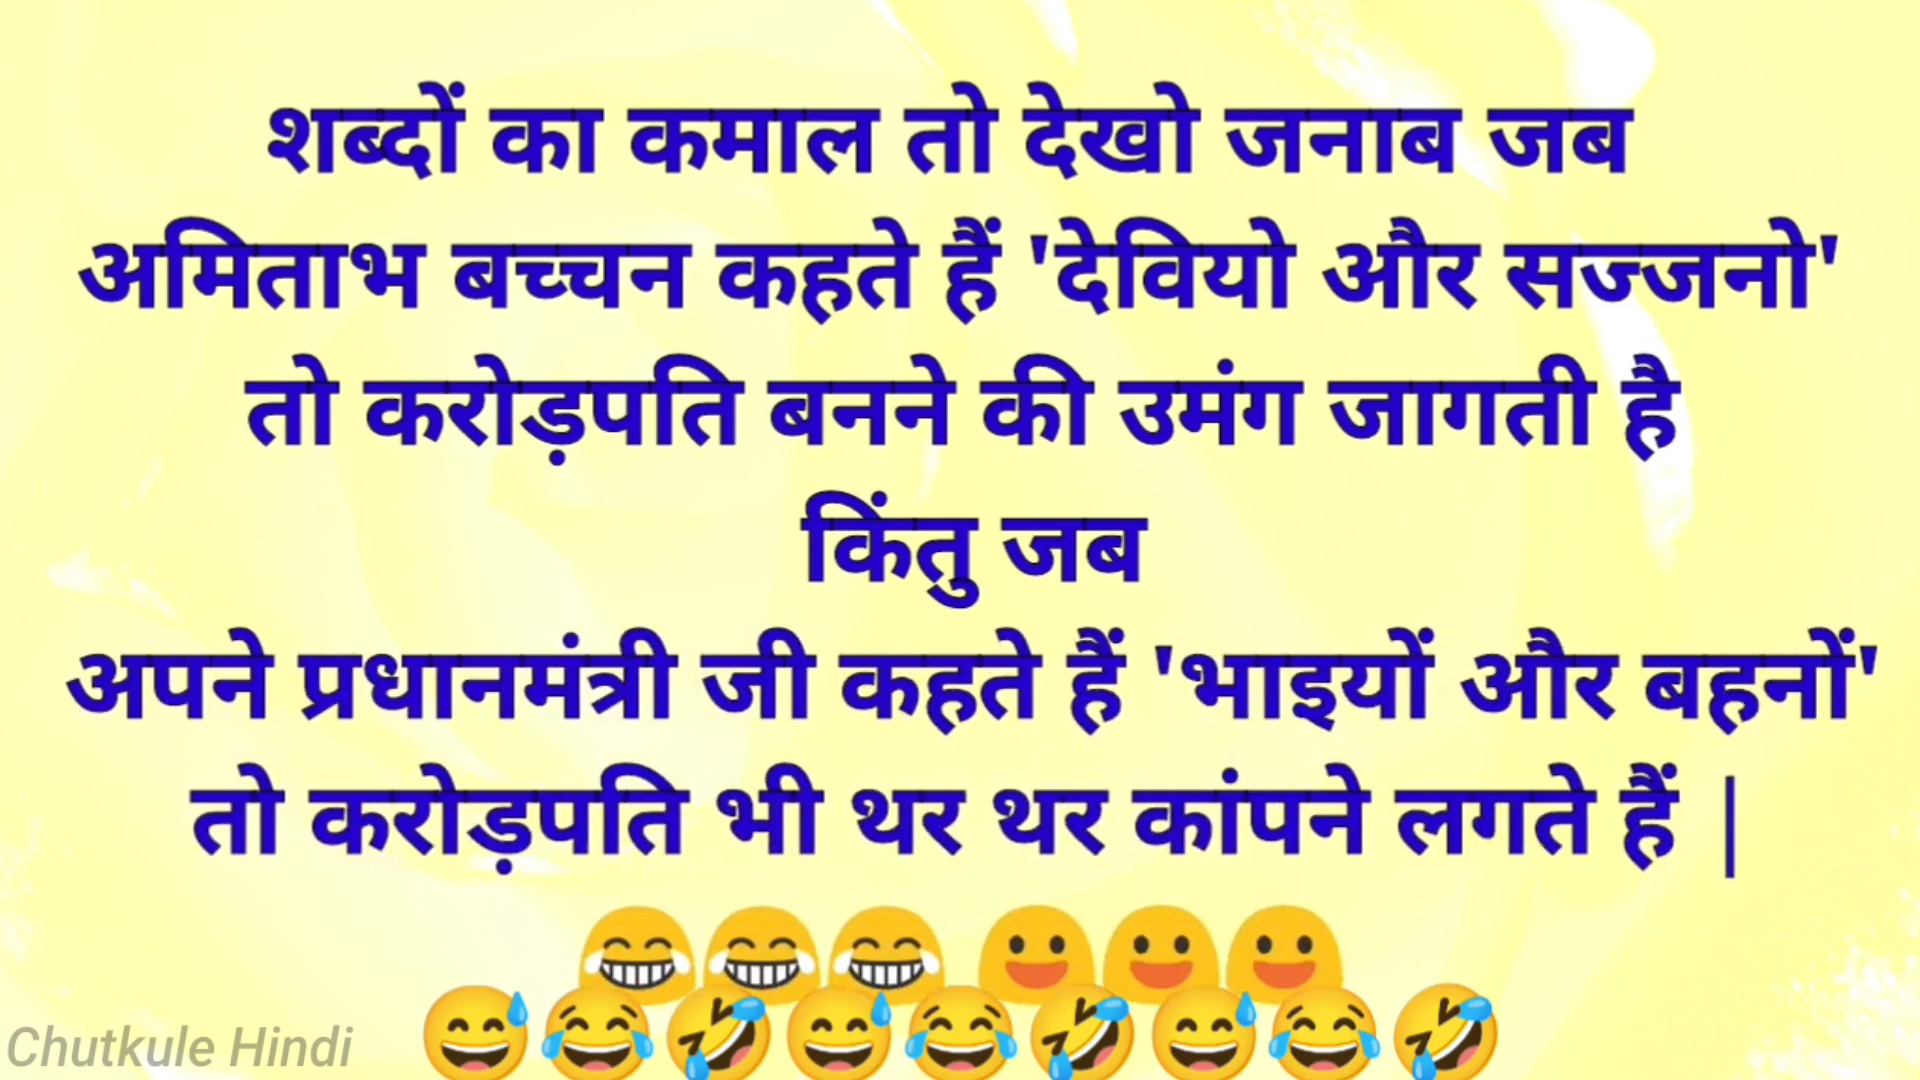 शब्दों का कमाल तो देखो जनाब जब
अमिताभ बच्चन कहते हैं 'देवियो और सज्जनो'
तो करोड़पति बनने की उमंग जागती है
किंतु जब
अपने प्रधानमंत्री जी कहते हैं 'भाइयों और बहनों'
तो करोड़पति भी थर थर कांपने लगते हैं |
😂😂😂 😃😃😃
😅😂🤣😅😂🤣😅😂🤣
Chutkule Hindi